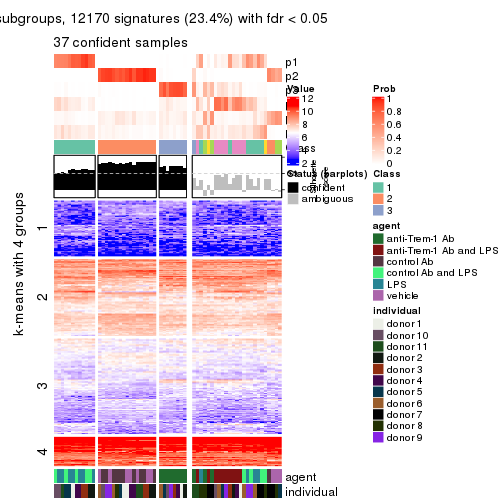 subgroups, 12170 signatures (23.4%) with fdr < 0.05
37 confident samples
p1
p2
p3
Value
12
10
8
6
4
2
Prob
1
0.8
0.6
0.4
0.2
0
Class
Status (barplots)
confident
ambiguous
Class
1
2
3
agent
anti-Trem-1 Ab
anti-Trem-1 Ab and LPS
control Ab
control Ab and LPS
LPS
vehicle
individual
donor 1
donor 10
donor 11
donor 2
donor 3
donor 4
donor 5
donor 6
donor 7
donor 8
donor 9
k-means with 4 groups
1
2
3
4
agent
individual